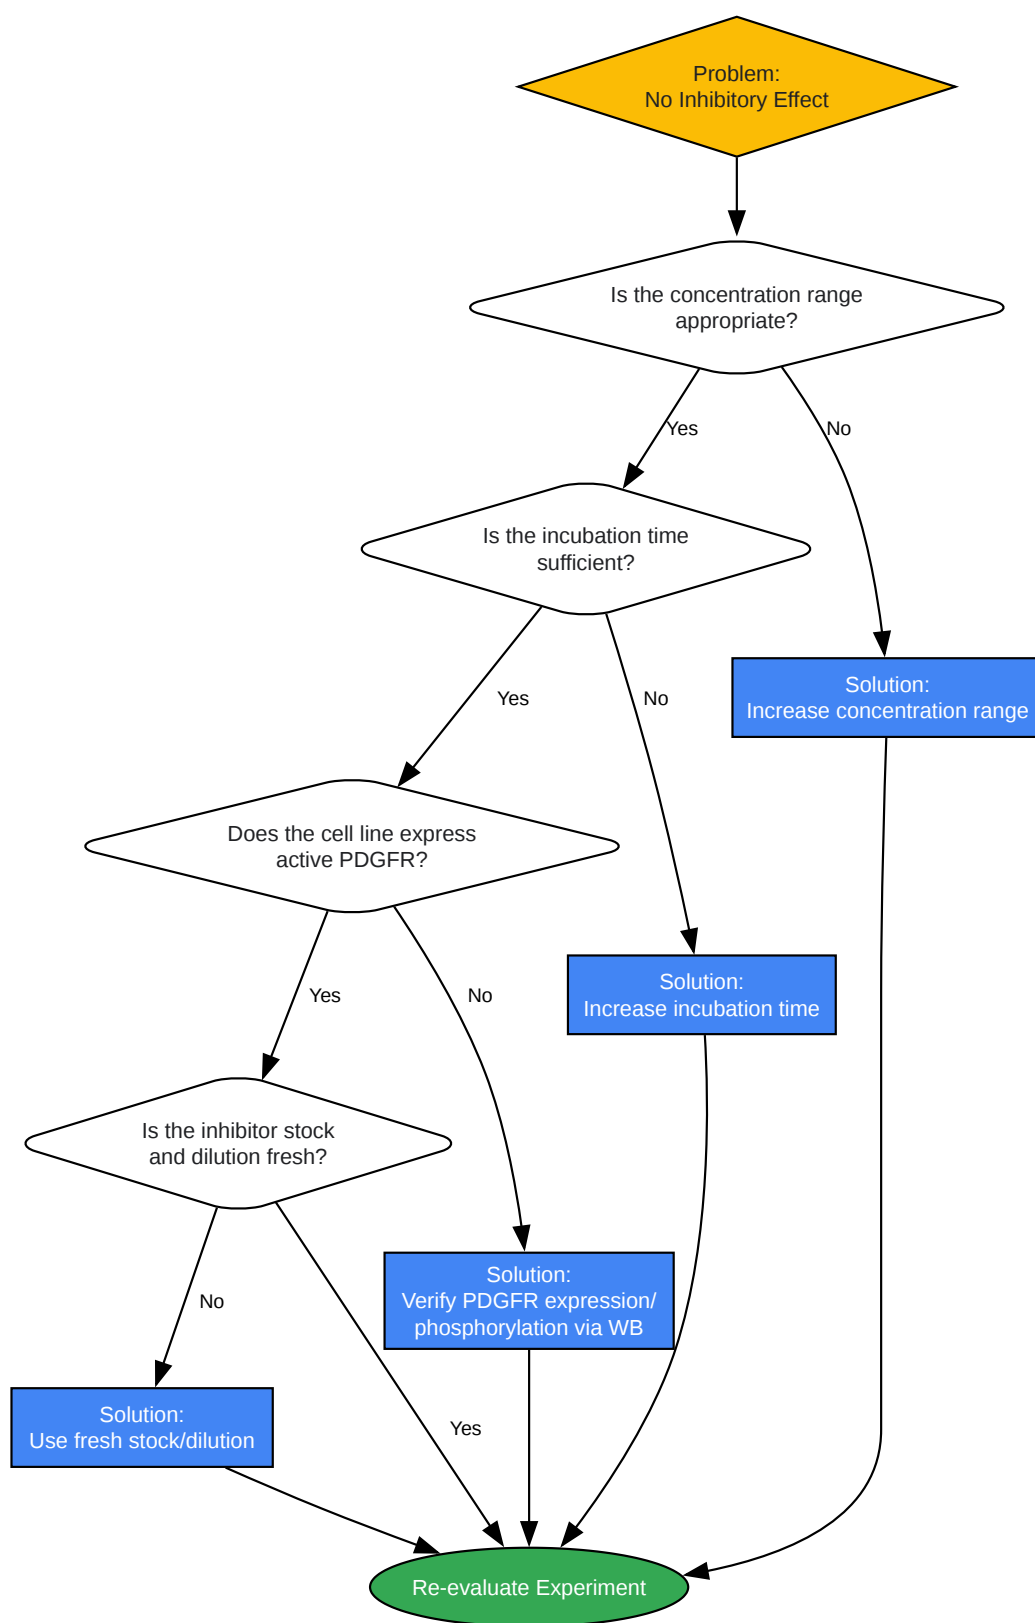 Problem:
No Inhibitory Effect
Is the concentration range
appropriate?
Yes
No
Is the incubation time
sufficient?
Yes
No
Solution:
Increase concentration range
Does the cell line express
active PDGFR?
Yes
No
Solution:
Increase incubation time
Is the inhibitor stock
and dilution fresh?
No
Yes
Solution:
Verify PDGFR expression/
phosphorylation via WB
Solution:
Use fresh stock/dilution
Re-evaluate Experiment